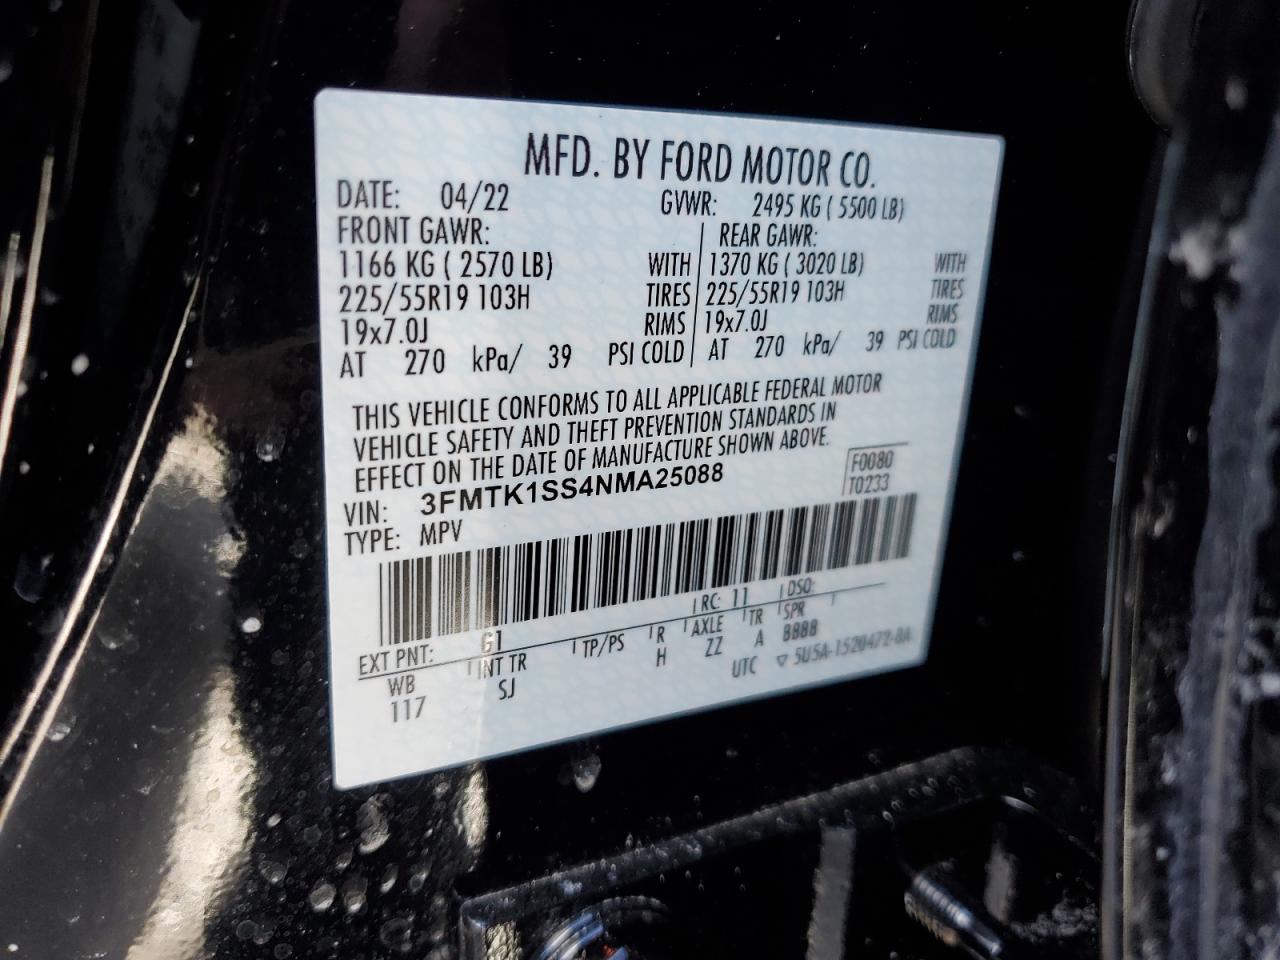 MFD. BY FORD MOTOR CO.
DATE: 04/22 GVWR: 2495 KG ( 5500 LB)
FRONT GAWR: REAR GAWR:
1166 KG ( 2570 LB) WITH 1370 KG ( 3020 LB) WITH
225/55R19 103H TIRES 225/55R19 103H TIRES
19x7.0J RIMS 19x7.0J RIMS
AT 270 kPa/ 39 PSI COLD AT 270 kPa/ 39 PSI COLD
THIS VEHICLE CONFORMS TO ALL APPLICABLE FEDERAL MOTOR
VEHICLE SAFETY AND THEFT PREVENTION STANDARDS IN
EFFECT ON THE DATE OF MANUFACTURE SHOWN ABOVE.
VIN: 3FMTK1SS4NMA25088 F0080
TYPE: MPV T0233
EXT PNT: G1 RC: 11 DSO:
WB INT TR TP/PS R AXLE TR SPR
117 SJ H ZZ A BBBB
UTC ▽ 5U5A-1520472-BA